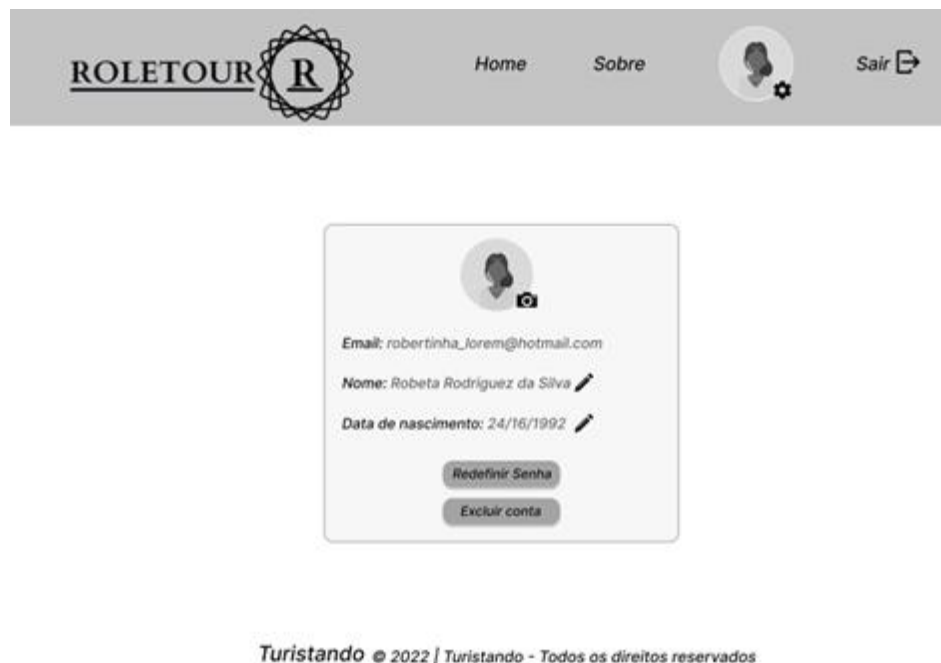 ROLETOUR R Home Sobre Sair
Email: robertinha_lorem@hotmail.com
Nome: Robeta Rodriguez da Silva
Data de nascimento: 24/16/1992
Redefinir Senha
Excluir conta
Turistando © 2022 | Turistando - Todos os direitos reservados